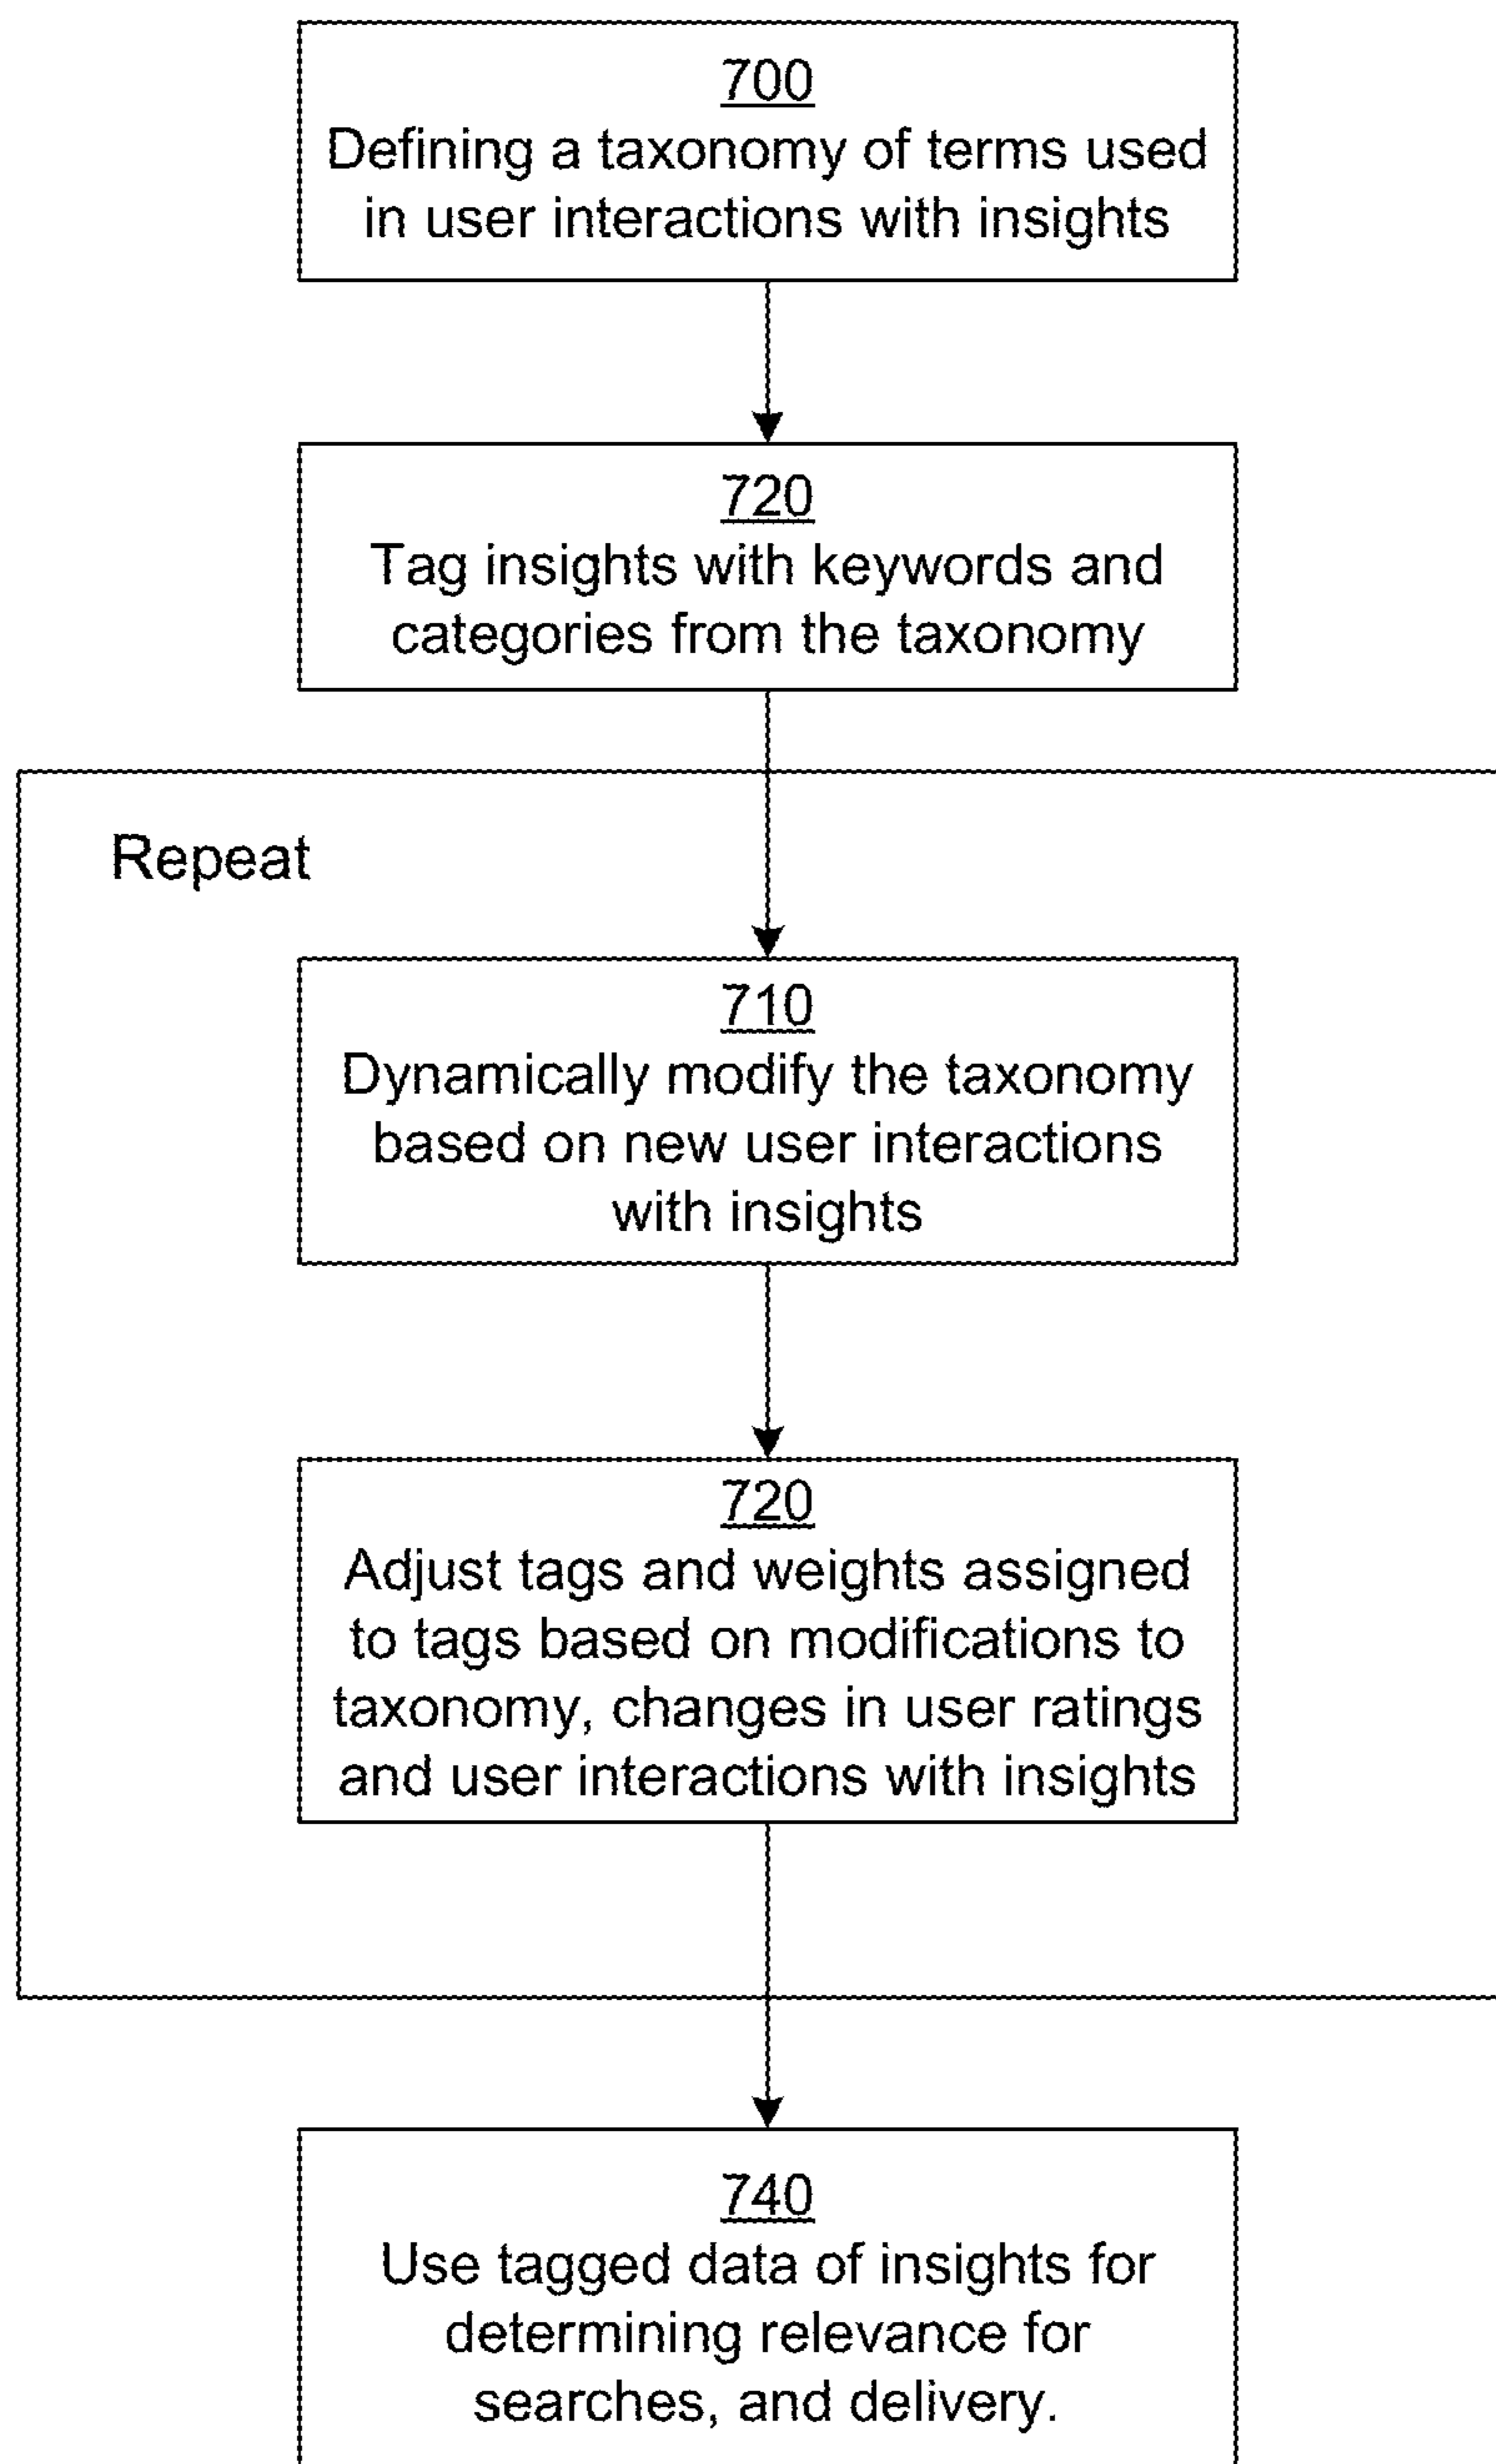 700
Defining a taxonomy of terms used
in user interactions with insights
720
Tag insights with keywords and
categories from the taxonomy
Repeat
710
Dynamically modify the taxonomy
based on new user interactions
with insights
720
Adjust tags and weights assigned
to tags based on modifications to
taxonomy, changes in user ratings
and user interactions with insights
740
Use tagged data of insights for
determining relevance for
searches, and delivery.